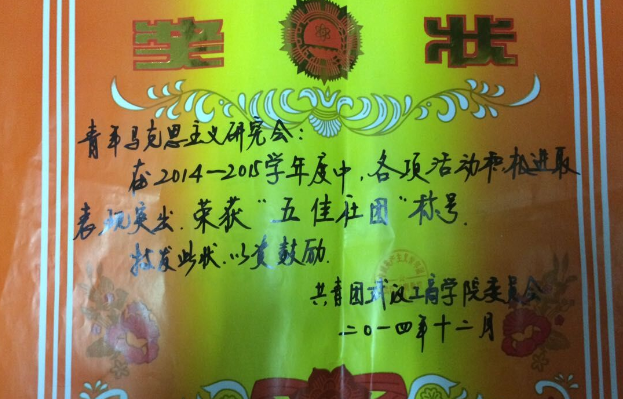 奖状
青年马克思主义研究会：
在2014—2015学年度中，各项活动积极进取
表现突出，荣获“五佳社团”称号.
特发此状，以资鼓励.
共青团武汉工商学院委员会
二〇一四年十二月